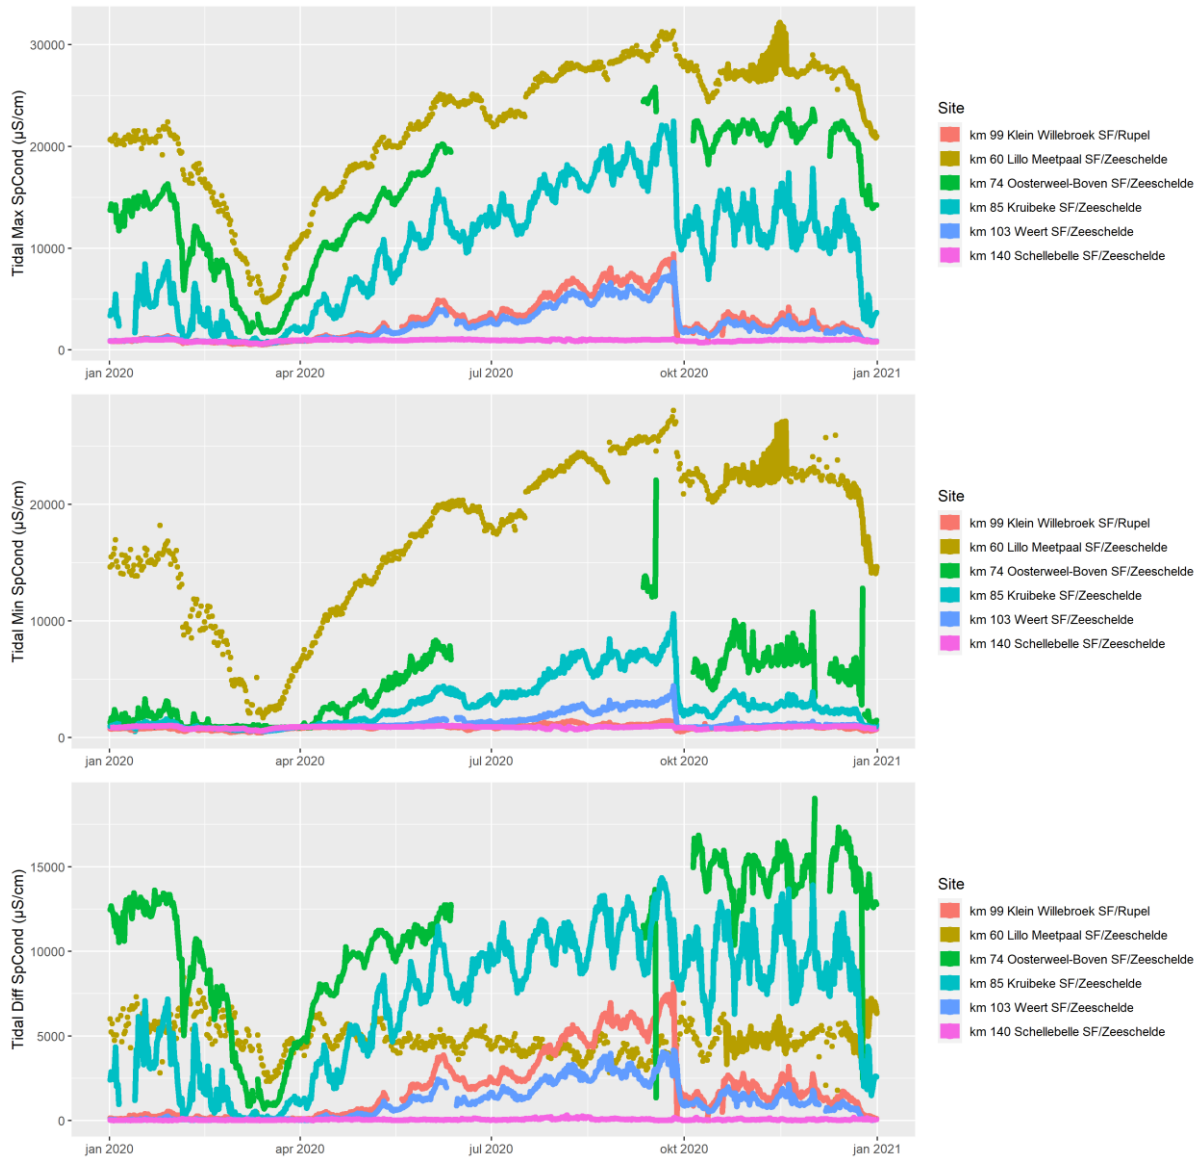 Tidal Max SpCond (µS/cm)
30000
20000
10000
0
jan 2020
apr 2020
jul 2020
okt 2020
jan 2021
Site
km 99 Klein Willebroek SF/Rupel
km 60 Lillo Meetpaal SF/Zeeschelde
km 74 Oosterweel-Boven SF/Zeeschelde
km 85 Kruibeke SF/Zeeschelde
km 103 Weert SF/Zeeschelde
km 140 Schellebelle SF/Zeeschelde
Tidal Min SpCond (µS/cm)
20000
10000
0
jan 2020
apr 2020
jul 2020
okt 2020
jan 2021
Site
km 99 Klein Willebroek SF/Rupel
km 60 Lillo Meetpaal SF/Zeeschelde
km 74 Oosterweel-Boven SF/Zeeschelde
km 85 Kruibeke SF/Zeeschelde
km 103 Weert SF/Zeeschelde
km 140 Schellebelle SF/Zeeschelde
Tidal Diff SpCond (µS/cm)
15000
10000
5000
0
jan 2020
apr 2020
jul 2020
okt 2020
jan 2021
Site
km 99 Klein Willebroek SF/Rupel
km 60 Lillo Meetpaal SF/Zeeschelde
km 74 Oosterweel-Boven SF/Zeeschelde
km 85 Kruibeke SF/Zeeschelde
km 103 Weert SF/Zeeschelde
km 140 Schellebelle SF/Zeeschelde